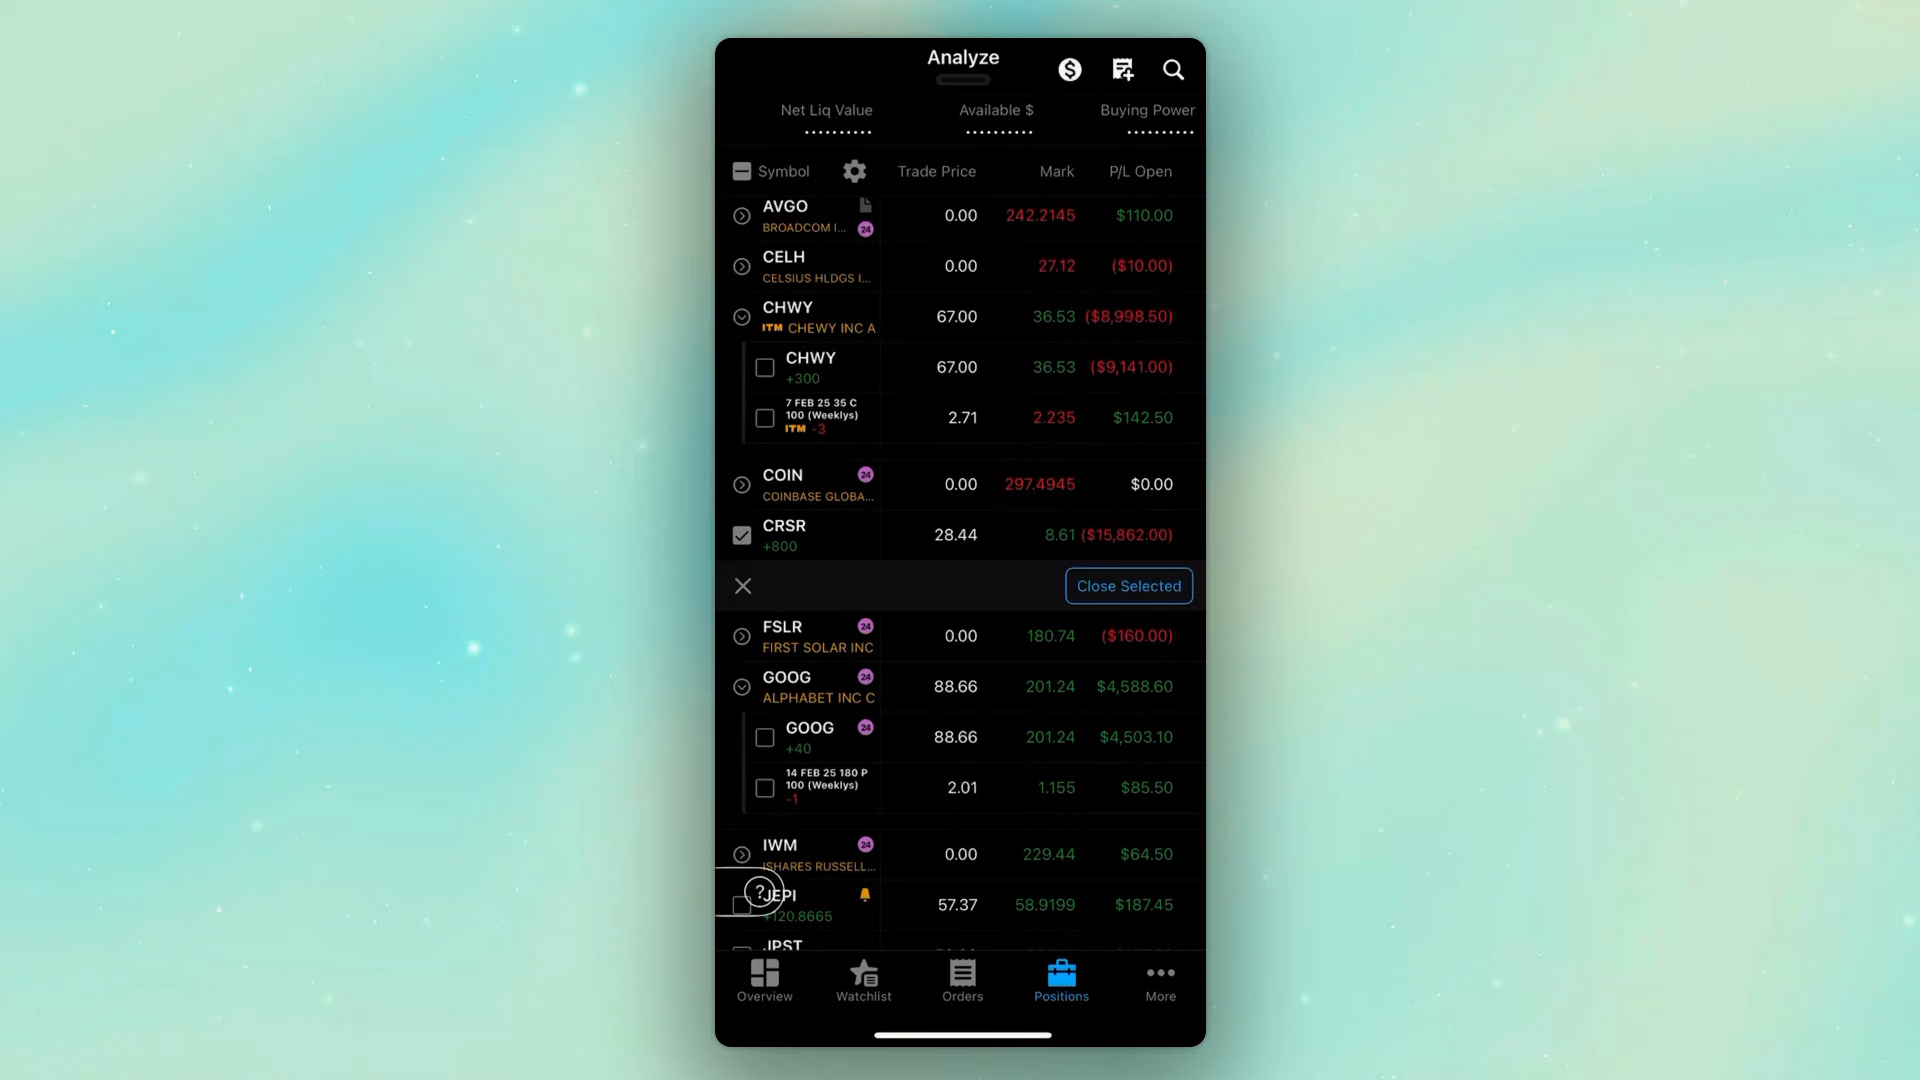 Analyze
Net Liq Value Available $ Buying Power
Symbol Trade Price Mark P/L Open
AVGO
BROADCOM I... 24 0.00 242.2145 $110.00
CELH
CELSIUS HLDGS I... 0.00 27.12 ($10.00)
CHWY
ITM CHEWY INC A 67.00 36.53 ($8,998.50)
CHWY
+300 67.00 36.53 ($9,141.00)
7 FEB 25 35 C
100 (Weeklys)
ITM -3 2.71 2.235 $142.50
COIN 24
COINBASE GLOBA... 0.00 297.4945 $0.00
CRSR
+800 28.44 8.61 ($15,862.00)
Close Selected
FSLR 24
FIRST SOLAR INC 0.00 180.74 ($160.00)
GOOG 24
ALPHABET INC C 88.66 201.24 $4,588.60
GOOG 24
+40 88.66 201.24 $4,503.10
14 FEB 25 180 P
100 (Weeklys)
-1 2.01 1.155 $85.50
IWM 24
ISHARES RUSSELL... 0.00 229.44 $64.50
? JEPI
+120.8665 57.37 58.9199 $187.45
JPST
Overview Watchlist Orders Positions More